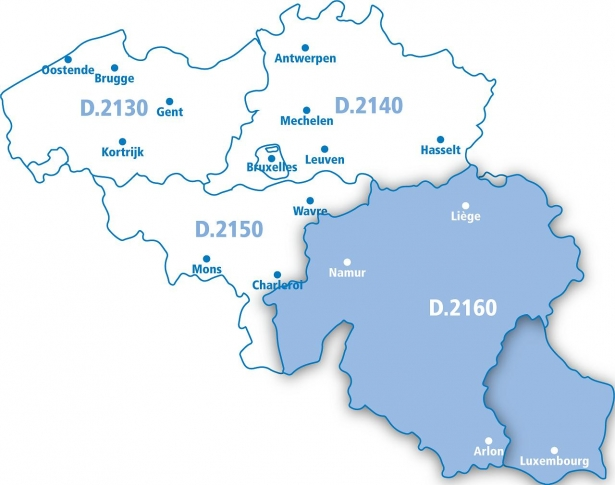 Antwerpen
Oostende
Brugge
D.2130
Gent
D.2140
Mechelen
Kortrijk
Hasselt
Leuven
Bruxelles
Wavre
Liège
D.2150
Mons
Namur
Charleroi
D.2160
Arlon
Luxembourg